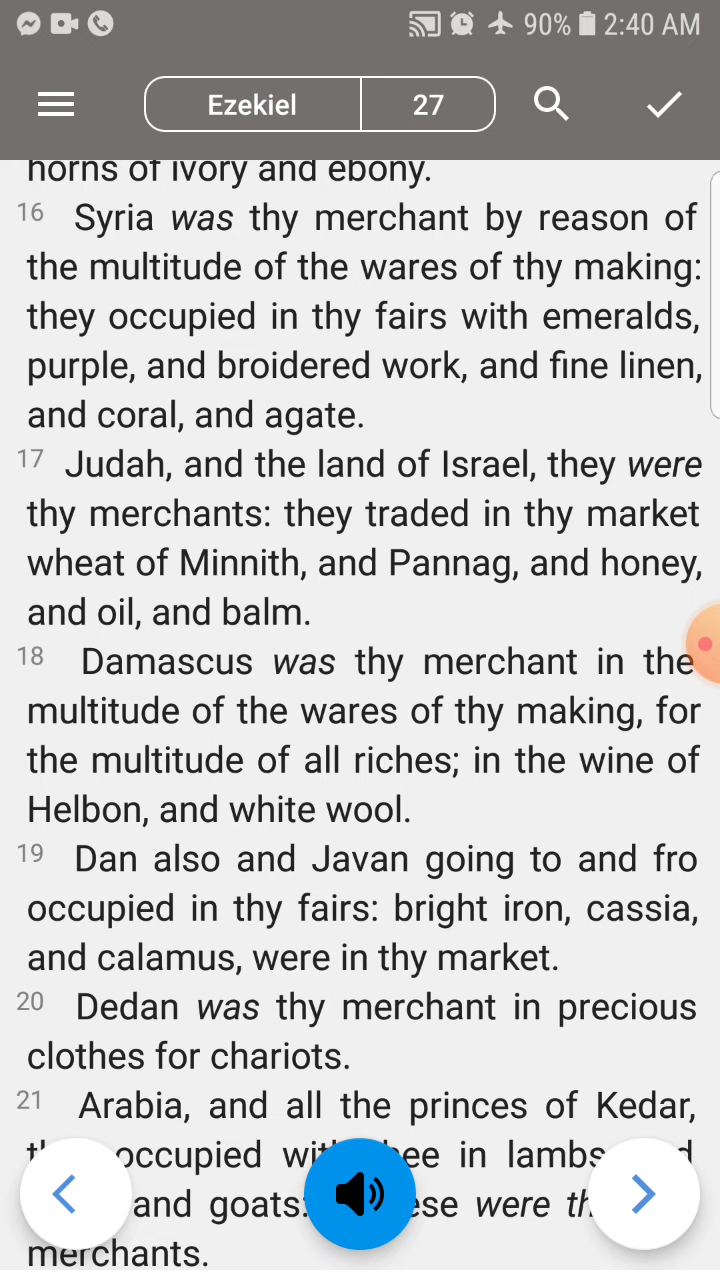 90% 2:40 AM
Ezekiel 27
horns of ivory and ebony.
16 Syria was thy merchant by reason of
the multitude of the wares of thy making:
they occupied in thy fairs with emeralds,
purple, and broidered work, and fine linen,
and coral, and agate.
17 Judah, and the land of Israel, they were
thy merchants: they traded in thy market
wheat of Minnith, and Pannag, and honey,
and oil, and balm.
18 Damascus was thy merchant in the
multitude of the wares of thy making, for
the multitude of all riches; in the wine of
Helbon, and white wool.
19 Dan also and Javan going to and fro
occupied in thy fairs: bright iron, cassia,
and calamus, were in thy market.
20 Dedan was thy merchant in precious
clothes for chariots.
21 Arabia, and all the princes of Kedar,
occupied in lambs
and goats: were
merchants.